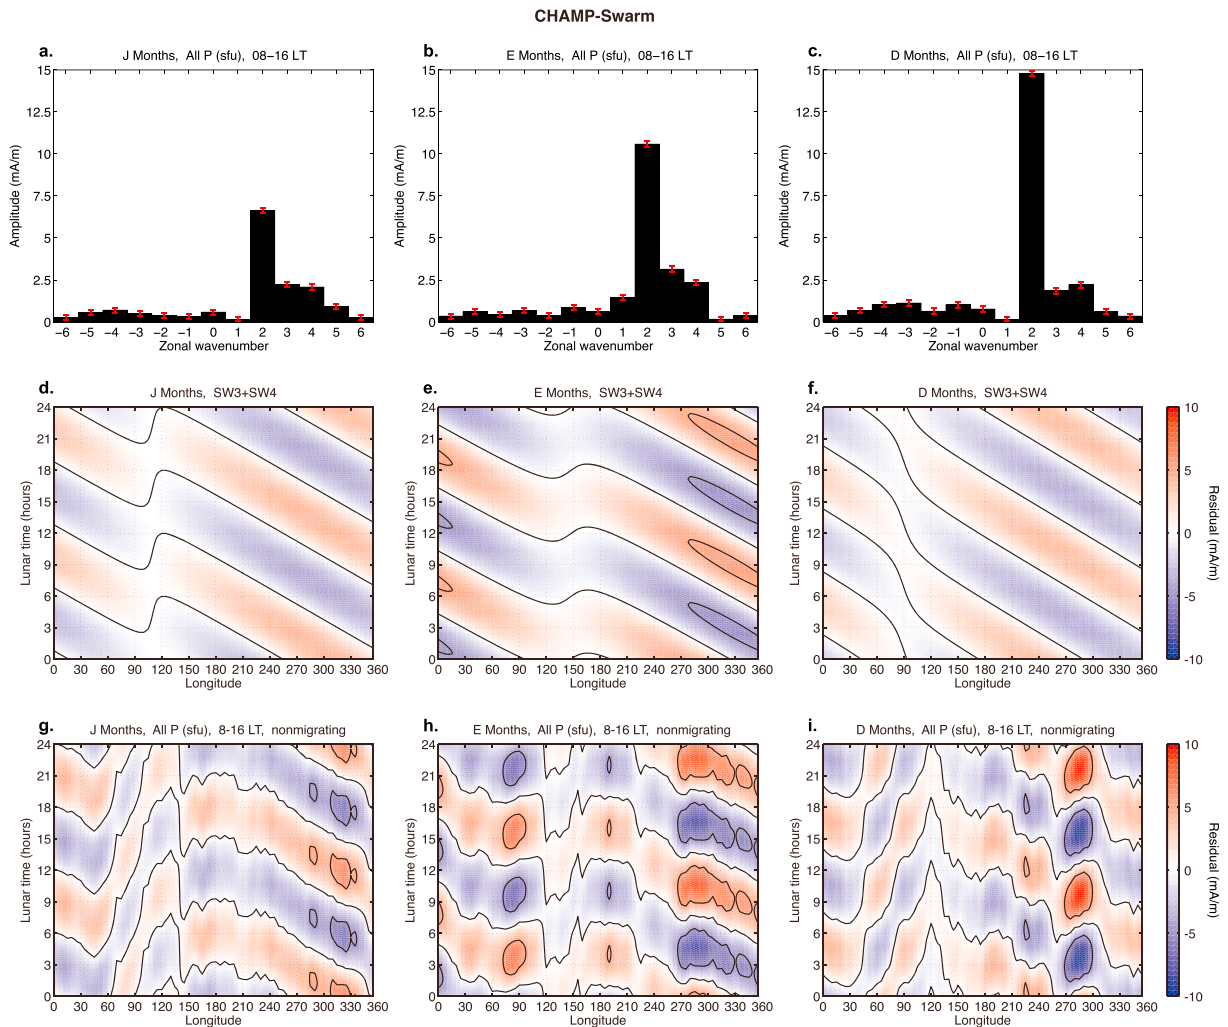 CHAMP-Swarm
a. J Months, All P (sfu), 08−16 LT
15
12.5
10
7.5
5
2.5
0
Amplitude (mA/m)
−6 −5 −4 −3 −2 −1 0 1 2 3 4 5 6
Zonal wavenumber
b. E Months, All P (sfu), 08−16 LT
15
12.5
10
7.5
5
2.5
0
Amplitude (mA/m)
−6 −5 −4 −3 −2 −1 0 1 2 3 4 5 6
Zonal wavenumber
c. D Months, All P (sfu), 08−16 LT
15
12.5
10
7.5
5
2.5
0
Amplitude (mA/m)
−6 −5 −4 −3 −2 −1 0 1 2 3 4 5 6
Zonal wavenumber
d. J Months, SW3+SW4
24
21
18
15
12
9
6
3
0
Lunar time (hours)
0 30 60 90 120 150 180 210 240 270 300 330 360
Longitude
e. E Months, SW3+SW4
24
21
18
15
12
9
6
3
0
Lunar time (hours)
0 30 60 90 120 150 180 210 240 270 300 330 360
Longitude
f. D Months, SW3+SW4
24
21
18
15
12
9
6
3
0
Lunar time (hours)
0 30 60 90 120 150 180 210 240 270 300 330 360
Longitude
10
5
0
-5
-10
Residual (mA/m)
g. J Months, All P (sfu), 8-16 LT, nonmigrating
24
21
18
15
12
9
6
3
0
Lunar time (hours)
0 30 60 90 120 150 180 210 240 270 300 330 360
Longitude
h. E Months, All P (sfu), 8-16 LT, nonmigrating
24
21
18
15
12
9
6
3
0
Lunar time (hours)
0 30 60 90 120 150 180 210 240 270 300 330 360
Longitude
i. D Months, All P (sfu), 8-16 LT, nonmigrating
24
21
18
15
12
9
6
3
0
Lunar time (hours)
0 30 60 90 120 150 180 210 240 270 300 330 360
Longitude
10
5
0
-5
-10
Residual (mA/m)